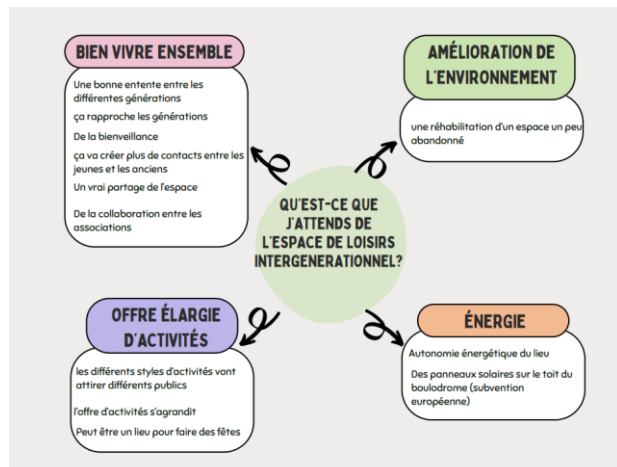 BIEN VIVRE ENSEMBLE
Une bonne entente entre les
différentes générations
ça rapproche les générations
De la bienveillance
ça va créer plus de contacts entre les
jeunes et les anciens
Un vrai partage de l'espace
De la collaboration entre les
associations
AMÉLIORATION DE
L'ENVIRONNEMENT
une réhabilitation d'un espace un peu
abandonné
QU'EST-CE QUE
J'ATTENDS DE
L'ESPACE DE LOISIRS
INTERGENERATIONNEL?
OFFRE ÉLARGIE
D'ACTIVITÉS
les différents styles d'activités vont
attirer différents publics
l'offre d'activités s'agrandit
Peut être un lieu pour faire des fêtes
ÉNERGIE
Autonomie énergétique du lieu
Des panneaux solaires sur le toit du
boulodrome (subvention
européenne)